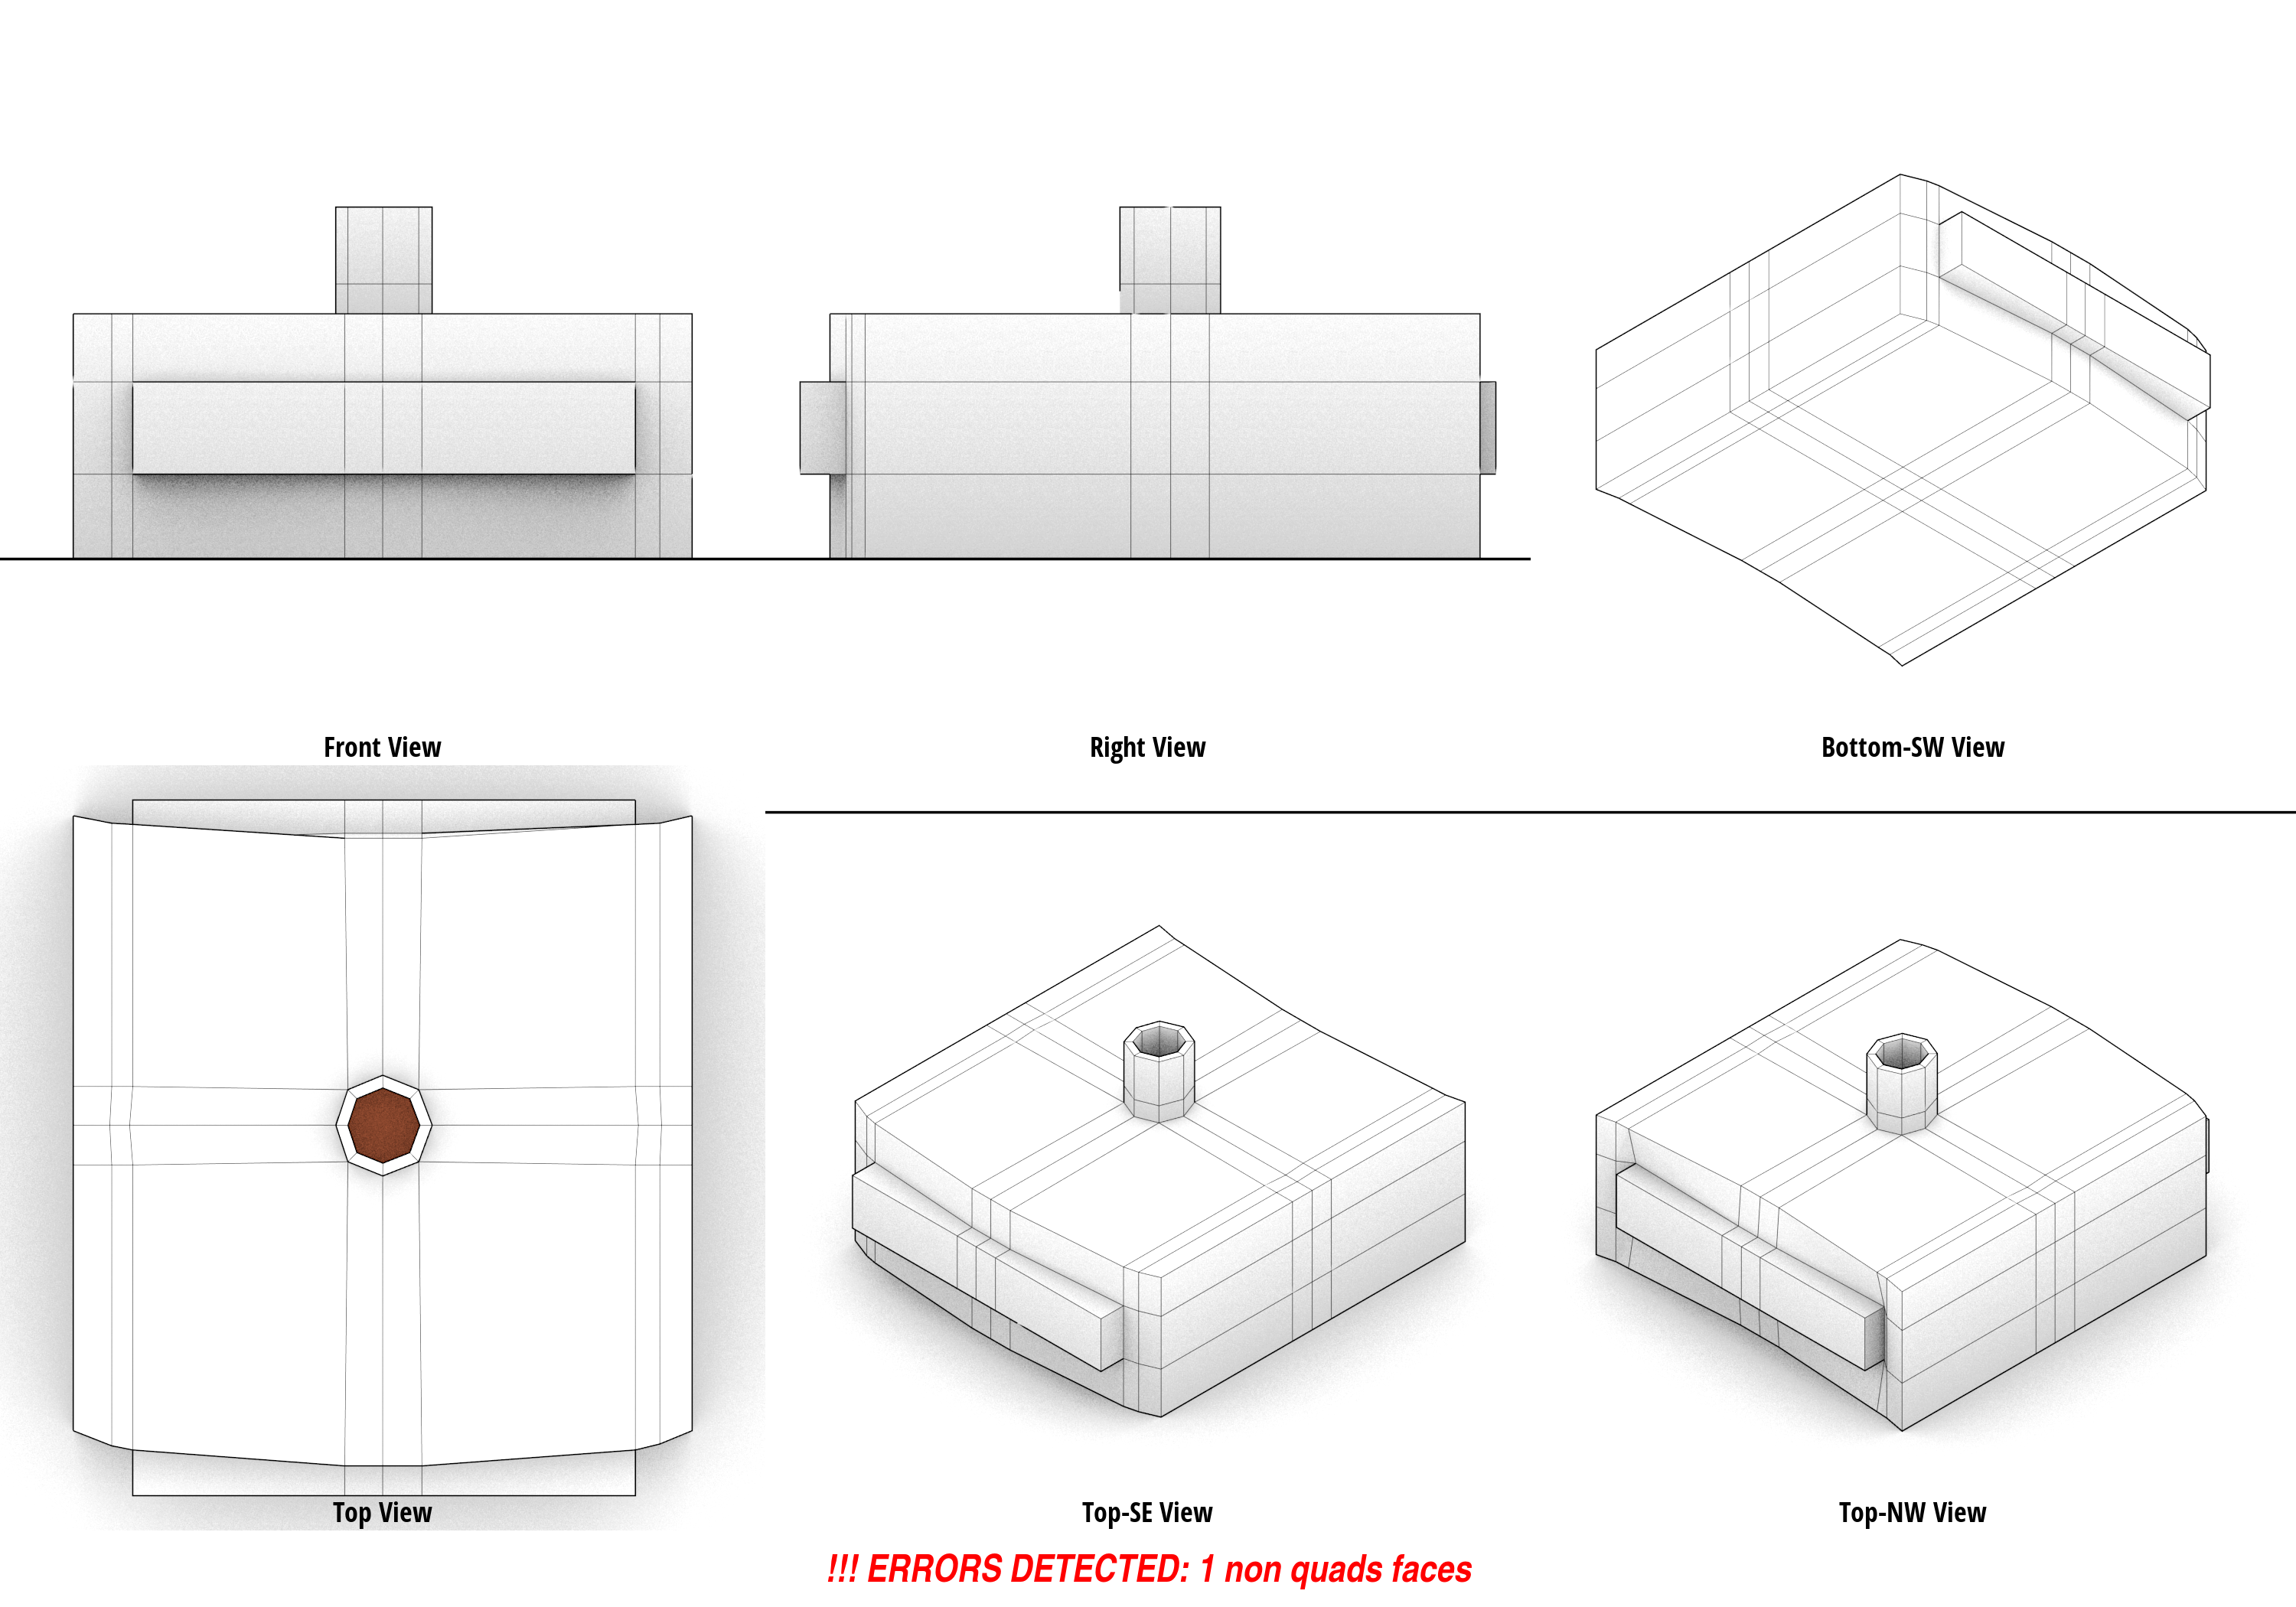 Front View
Right View
Bottom-SW View
Top View
Top-SE View
Top-NW View
!!! ERRORS DETECTED: 1 non quads faces